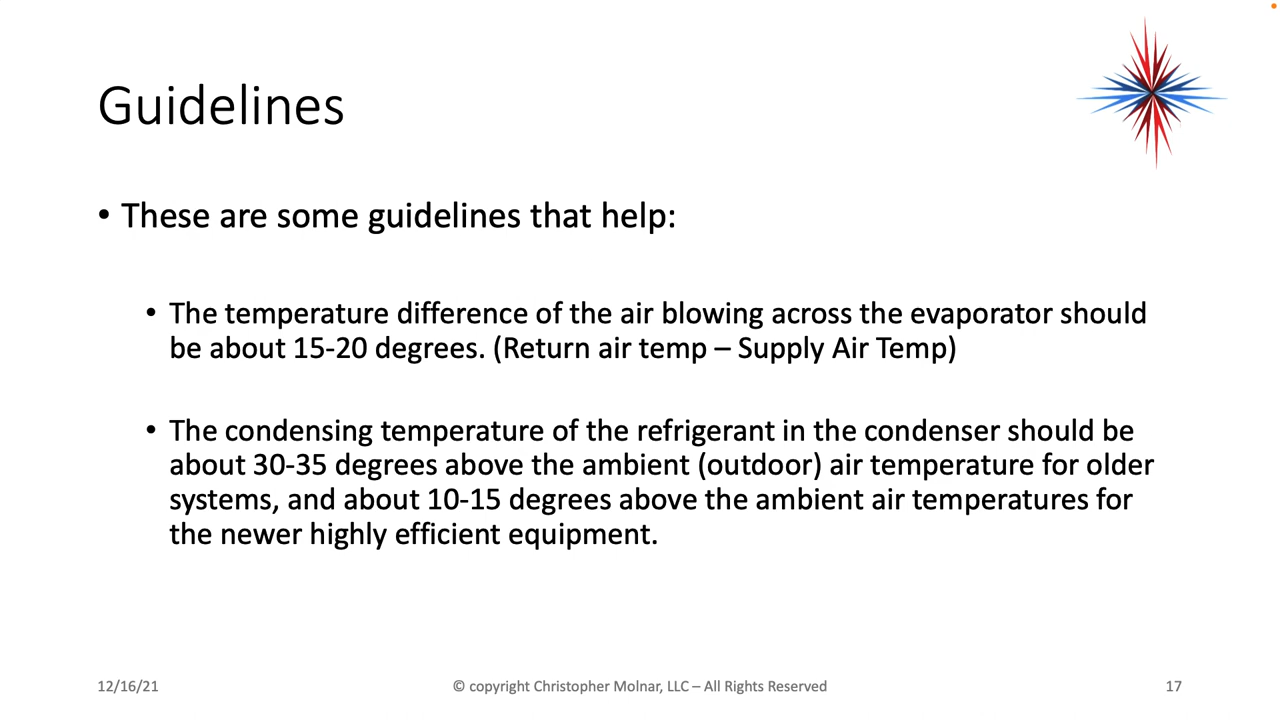 Guidelines
• These are some guidelines that help:
• The temperature difference of the air blowing across the evaporator should
be about 15-20 degrees. (Return air temp – Supply Air Temp)
• The condensing temperature of the refrigerant in the condenser should be
about 30-35 degrees above the ambient (outdoor) air temperature for older
systems, and about 10-15 degrees above the ambient air temperatures for
the newer highly efficient equipment.
12/16/21
© copyright Christopher Molnar, LLC – All Rights Reserved
17